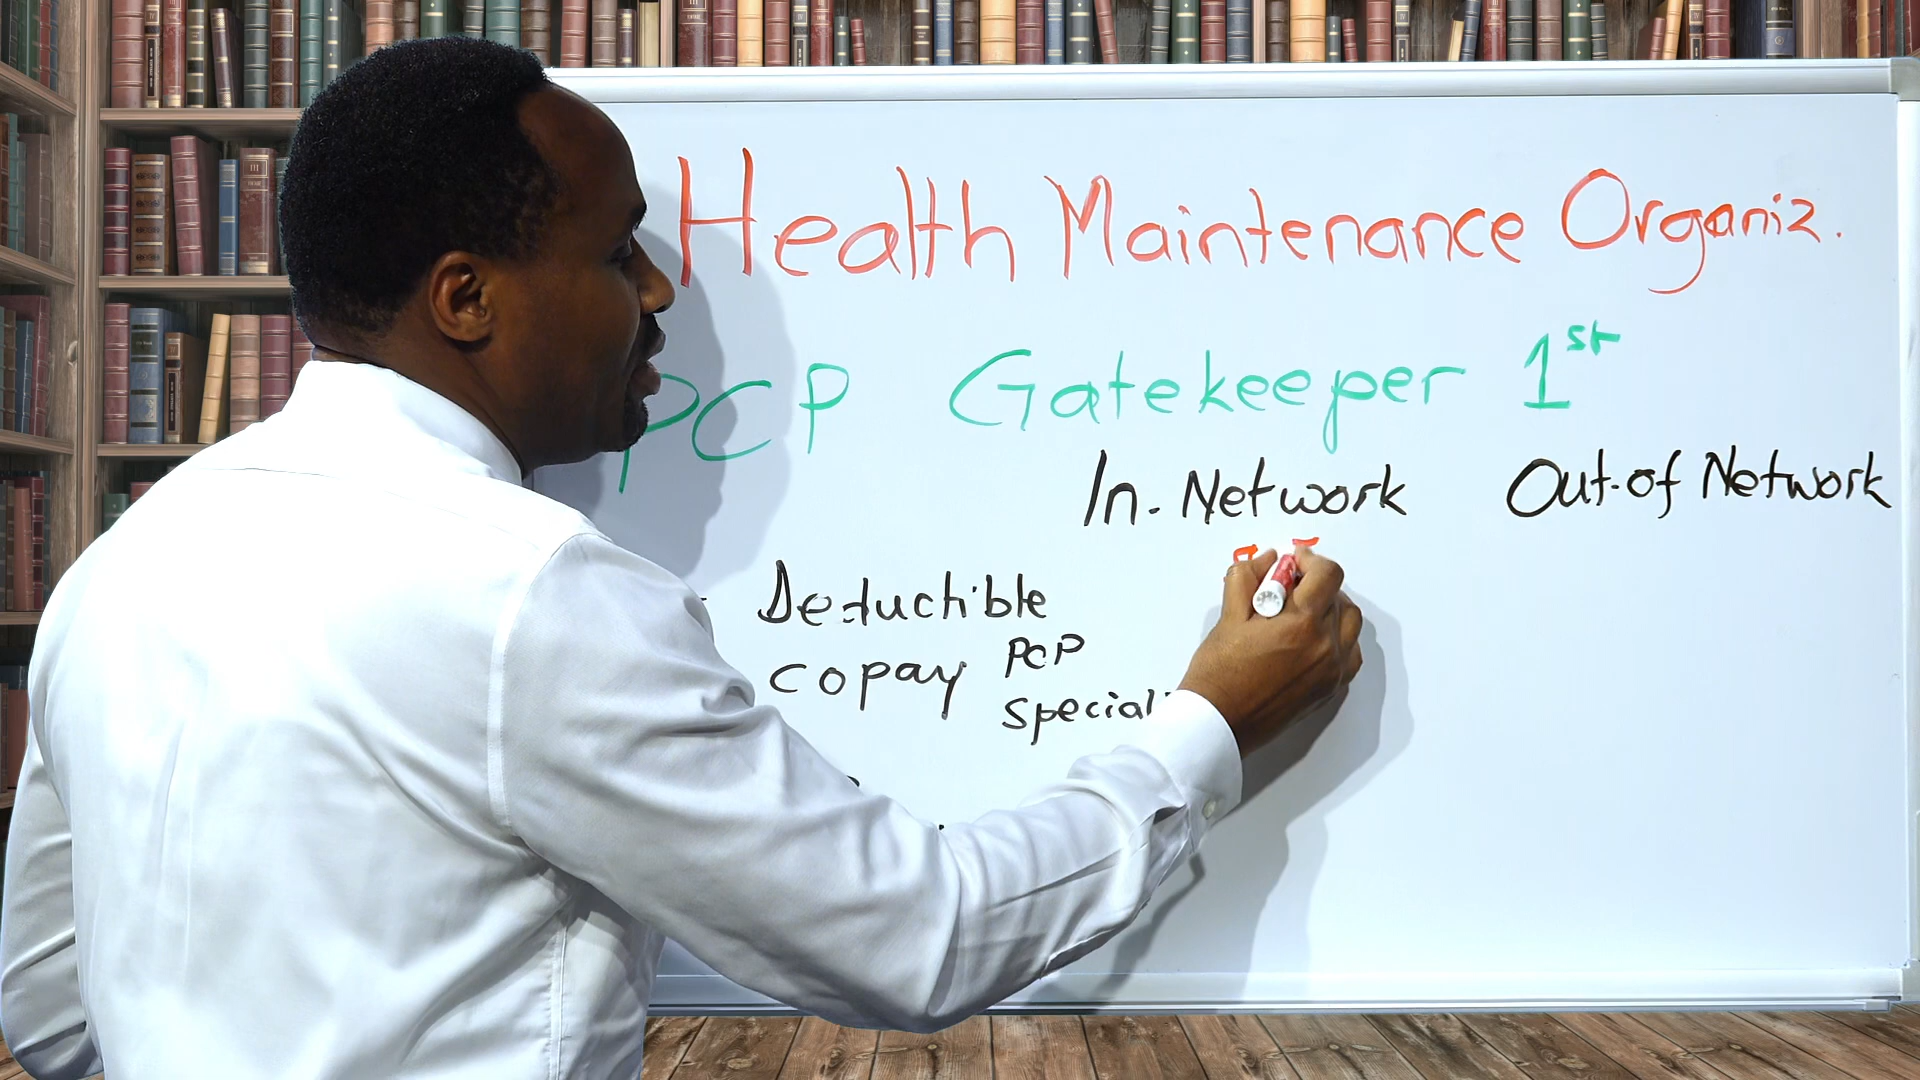 Health Maintenance Organiz.
PCP Gatekeeper 1st
In-Network Out-of Network
Deductible
copay PCP